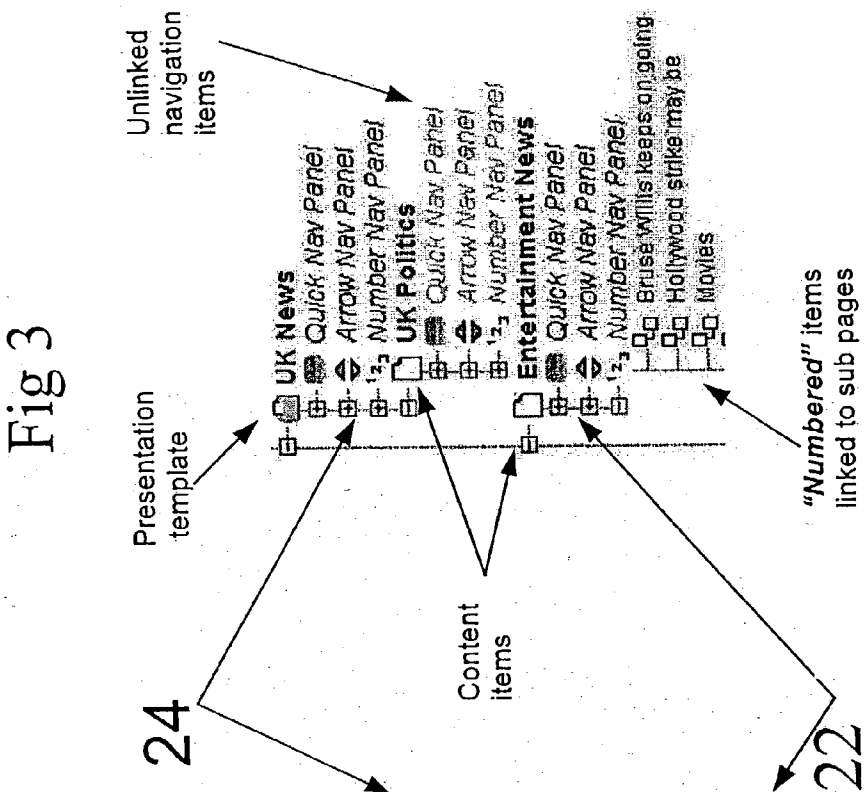 Fig 3
Presentation
template
Unlinked
navigation
items
24
UK News
Quick Nav Panel
Arrow Nav Panel
123 Number Nav Panel
UK Politics
Quick Nav Panel
Arrow Nav Panel
123 Number Nav Panel
Entertainment News
Quick Nav Panel
Arrow Nav Panel
123 Number Nav Panel
Bruse Willis keeps on going
Hollywood strike may be
Movies
Content
items
22
"Numbered" items
linked to sub pages